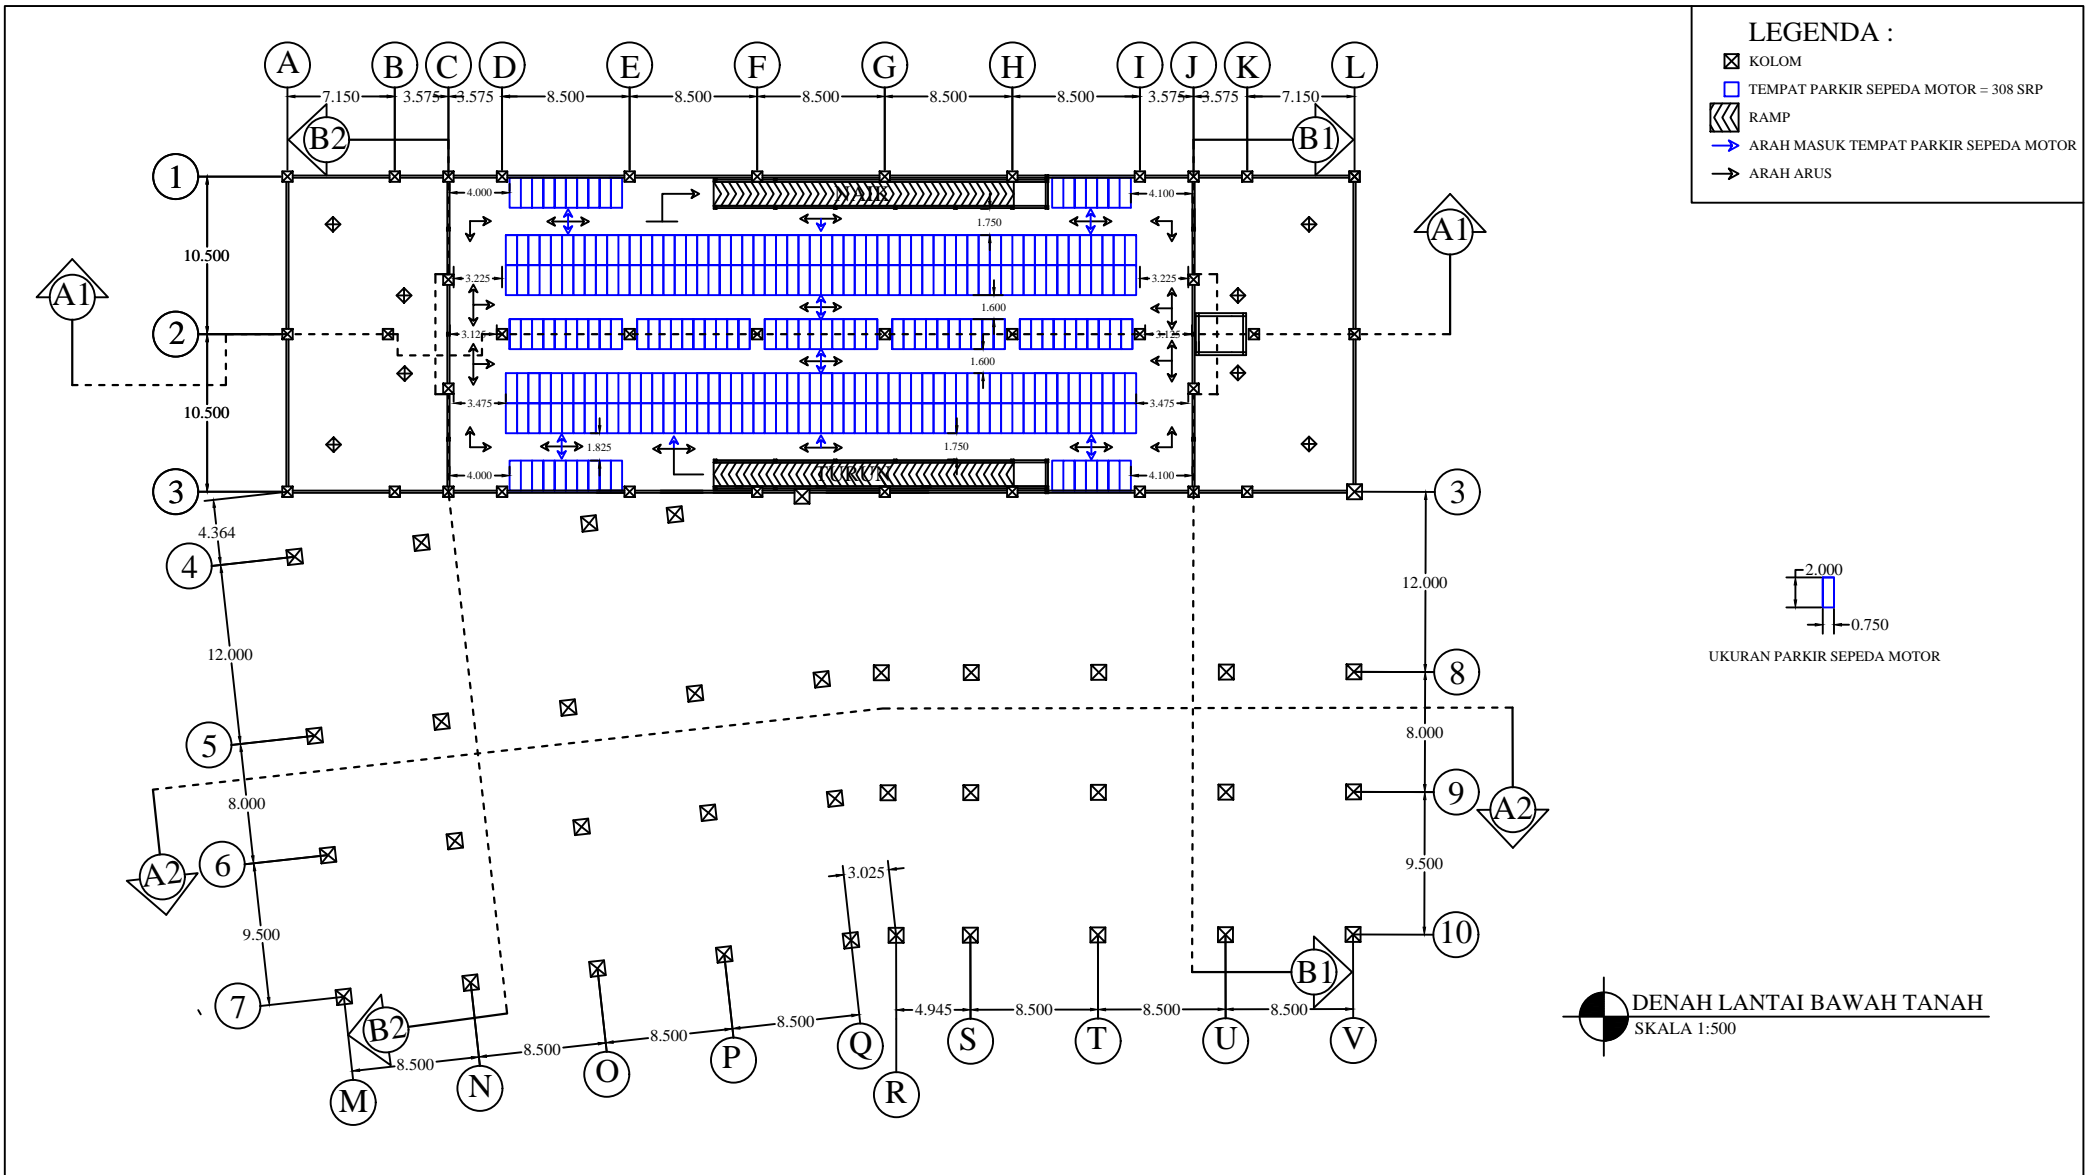 LEGENDA :
KOLOM
TEMPAT PARKIR SEPEDA MOTOR = 308 SRP
RAMP
ARAH MASUK TEMPAT PARKIR SEPEDA MOTOR
ARAH ARUS
A B C D E F G H I J K L
7.150 3.575 3.575 8.500 8.500 8.500 8.500 8.500 3.575 3.575 7.150
B2 B1
1
4.000 NAIK 4.100
1.750
A1
10.500
3.225 3.225
A1
1.600
2
3.125 3.125
1.600
10.500
3.475 3.475
1.825 1.750
4.000 TURUN 4.100
3 3
4.364
4
12.000
2.000
0.750
UKURAN PARKIR SEPEDA MOTOR
12.000
8
5
8.000
8.000
9
A2
6
A2
9.500
3.025
9.500
10
7
B1
DENAH LANTAI BAWAH TANAH
SKALA 1:500
B2
4.945 8.500 8.500 8.500
8.500 8.500 8.500 8.500
M N O P Q R S T U V